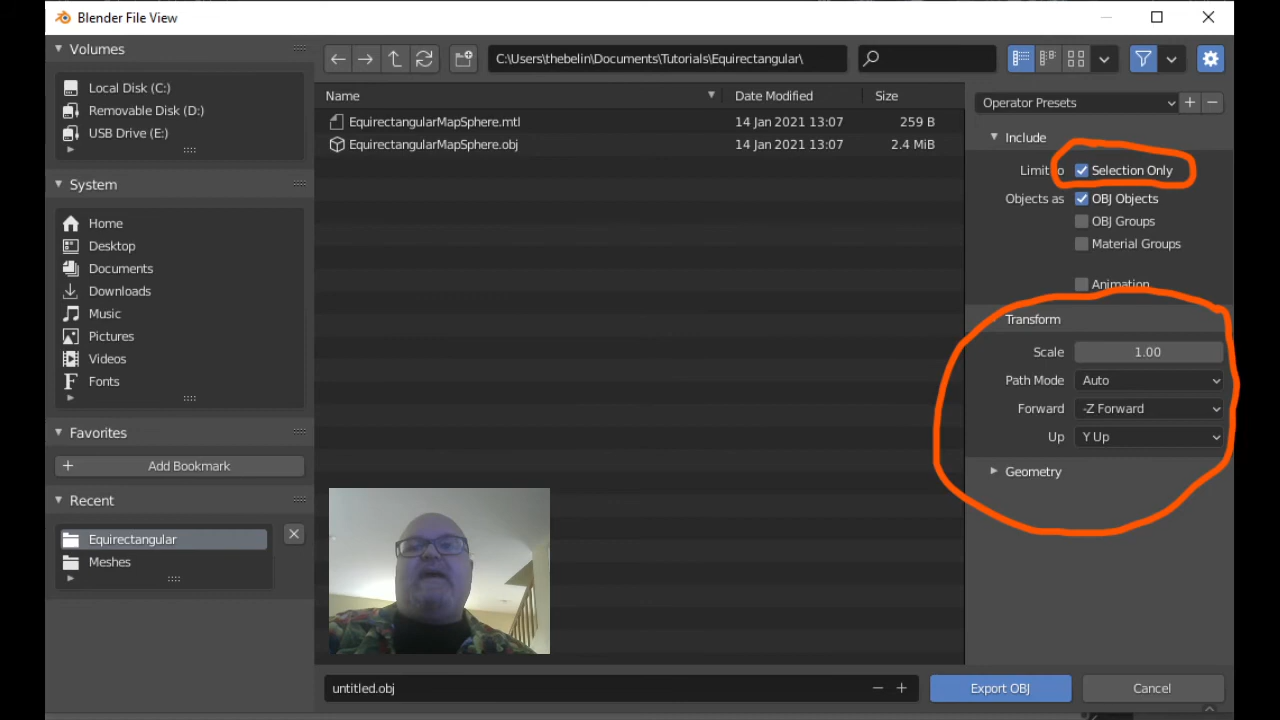 Blender File View
Volumes
Local Disk (C:)
Removable Disk (D:)
USB Drive (E:)
System
Home
Desktop
Documents
Downloads
Music
Pictures
Videos
Fonts
Favorites
Add Bookmark
Recent
Equirectangular
Meshes
C:\Users\thebelin\Documents\Tutorials\Equirectangular\
Name Date Modified Size
EquirectangularMapSphere.mtl 14 Jan 2021 13:07 259 B
EquirectangularMapSphere.obj 14 Jan 2021 13:07 2.4 MiB
Operator Presets
Include
Limit to Selection Only
Objects as OBJ Objects
OBJ Groups
Material Groups
Animation
Transform
Scale 1.00
Path Mode Auto
Forward -Z Forward
Up Y Up
Geometry
untitled.obj
Export OBJ
Cancel